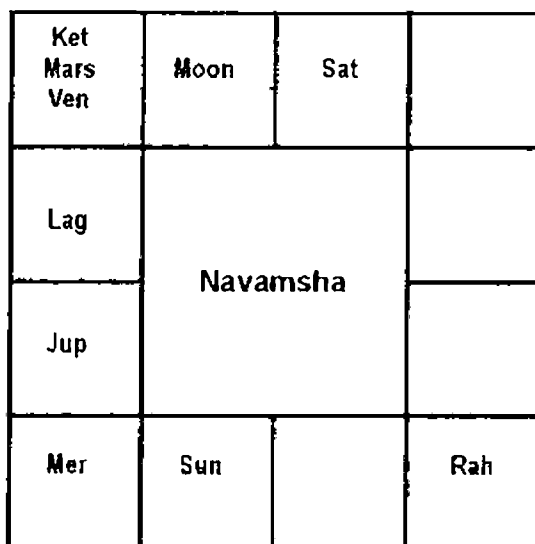 Ket
Mars
Ven
Moon
Sat
Lag
Navamsha
Jup
Mer
Sun
Rah